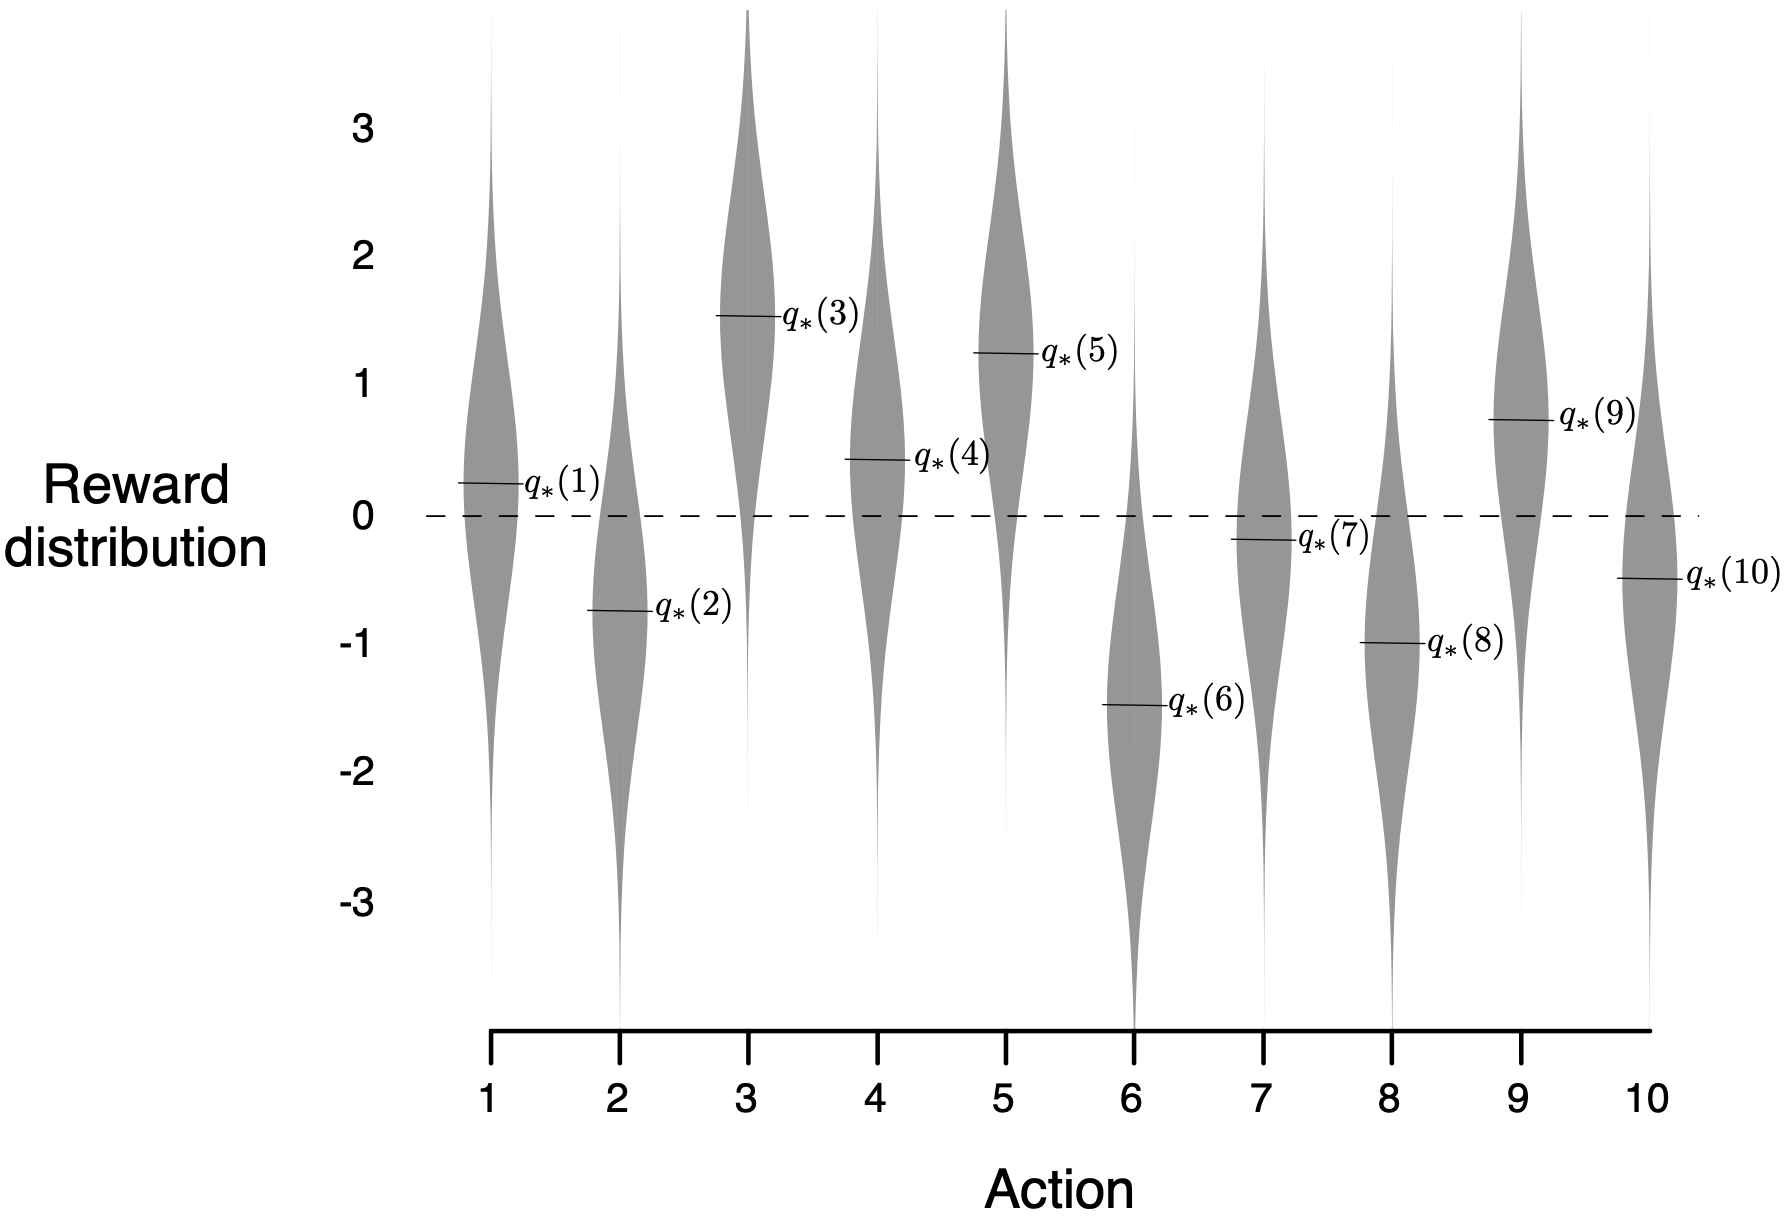 3
2
1
0
-1
-2
-3
Reward
distribution
q∗(1)
q∗(2)
q∗(3)
q∗(4)
q∗(5)
q∗(6)
q∗(7)
q∗(8)
q∗(9)
q∗(10)
1 2 3 4 5 6 7 8 9 10
Action